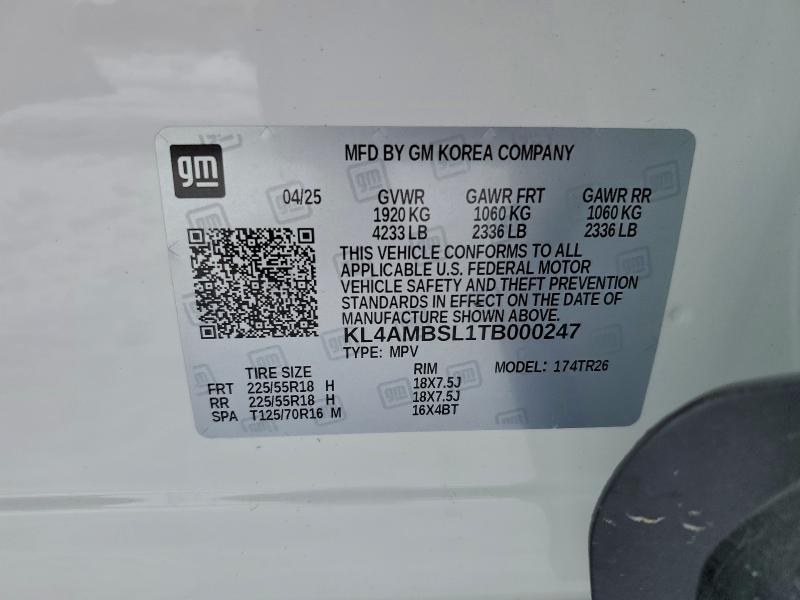 gm
MFD BY GM KOREA COMPANY
04/25 GVWR GAWR FRT GAWR RR
1920 KG 1060 KG 1060 KG
4233 LB 2336 LB 2336 LB
THIS VEHICLE CONFORMS TO ALL
APPLICABLE U.S. FEDERAL MOTOR
VEHICLE SAFETY AND THEFT PREVENTION
STANDARDS IN EFFECT ON THE DATE OF
MANUFACTURE SHOWN ABOVE.
KL4AMBSL1TB000247
TYPE: MPV
TIRE SIZE RIM MODEL: 174TR26
FRT 225/55R18 H 18X7.5J
RR 225/55R18 H 18X7.5J
SPA T125/70R16 M 16X4BT